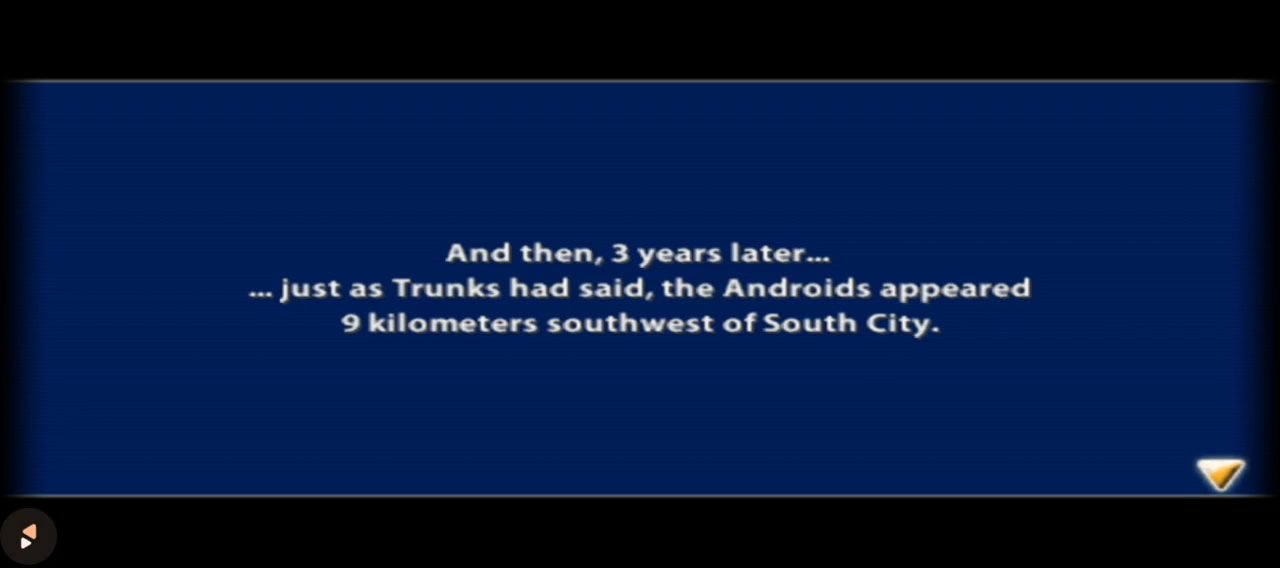 And then, 3 years later...
... just as Trunks had said, the Androids appeared
9 kilometers southwest of South City.